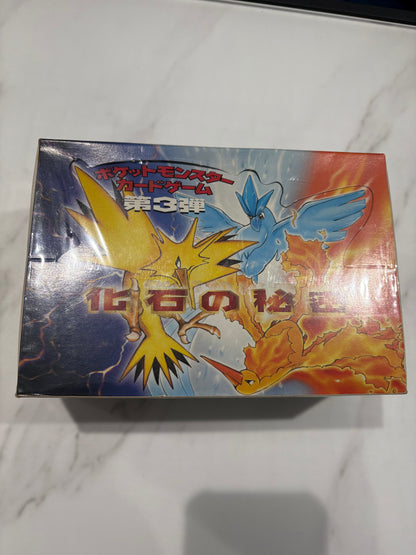 ポケットモンスター
カードゲーム
第3弾
化石の秘密